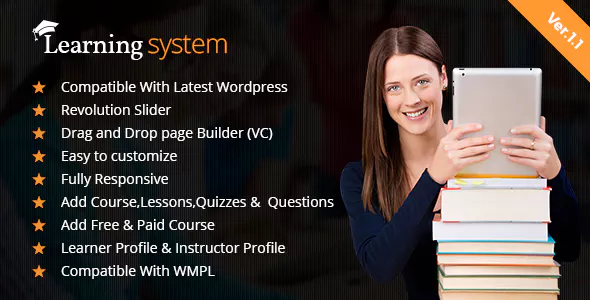 Learning system
Ver.1.1
Compatible With Latest Wordpress
Revolution Slider
Drag and Drop page Builder (VC)
Easy to customize
Fully Responsive
Add Course,Lessons,Quizzes & Questions
Add Free & Paid Course
Learner Profile & Instructor Profile
Compatible With WMPL